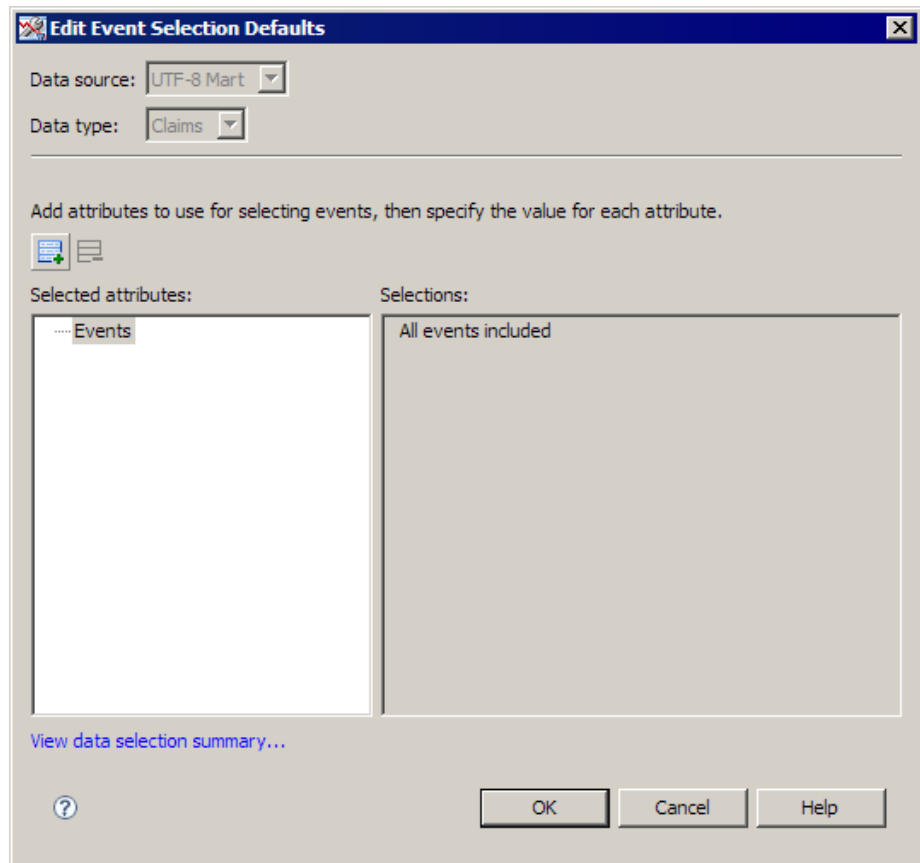 Edit Event Selection Defaults
Data source: UTF-8 Mart
Data type: Claims
Add attributes to use for selecting events, then specify the value for each attribute.
Selected attributes: Selections:
Events All events included
View data selection summary...
? OK Cancel Help